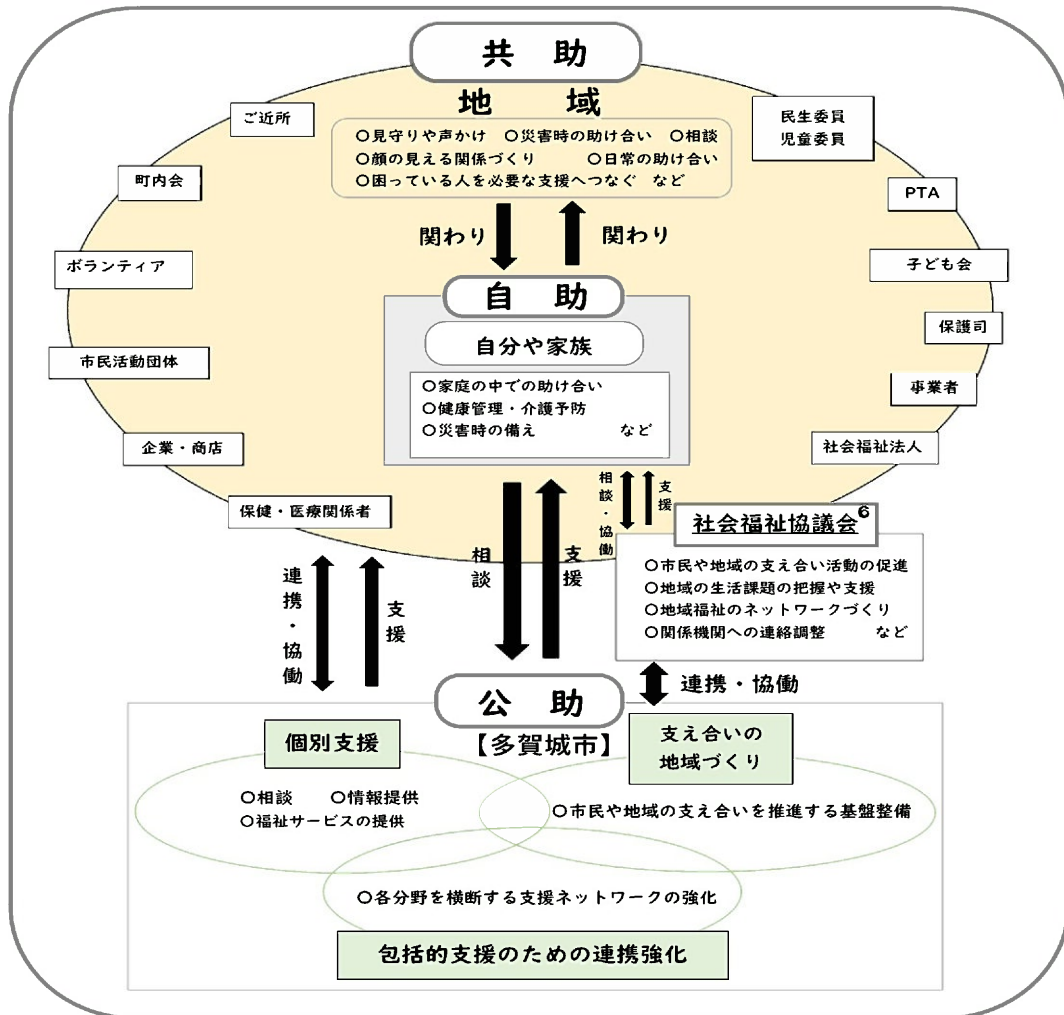 共 助
地 域
○見守りや声かけ ○災害時の助け合い ○相談
○顔の見える関係づくり ○日常の助け合い
○困っている人を必要な支援へつなぐ など
ご近所
町内会
ボランティア
市民活動団体
企業・商店
保健・医療関係者
民生委員
児童委員
PTA
子ども会
保護司
事業者
社会福祉法人
関わり
関わり
自 助
自分や家族
○家庭の中での助け合い
○健康管理・介護予防
○災害時の備え など
相談・協働
支援
社会福祉協議会6
○市民や地域の支え合い活動の促進
○地域の生活課題の把握や支援
○地域福祉のネットワークづくり
○関係機関への連絡調整 など
連携・協働
支援
相談
支援
連携・協働
公 助
【多賀城市】
個別支援
○相談 ○情報提供
○福祉サービスの提供
支え合いの
地域づくり
○市民や地域の支え合いを推進する基盤整備
○各分野を横断する支援ネットワークの強化
包括的支援のための連携強化